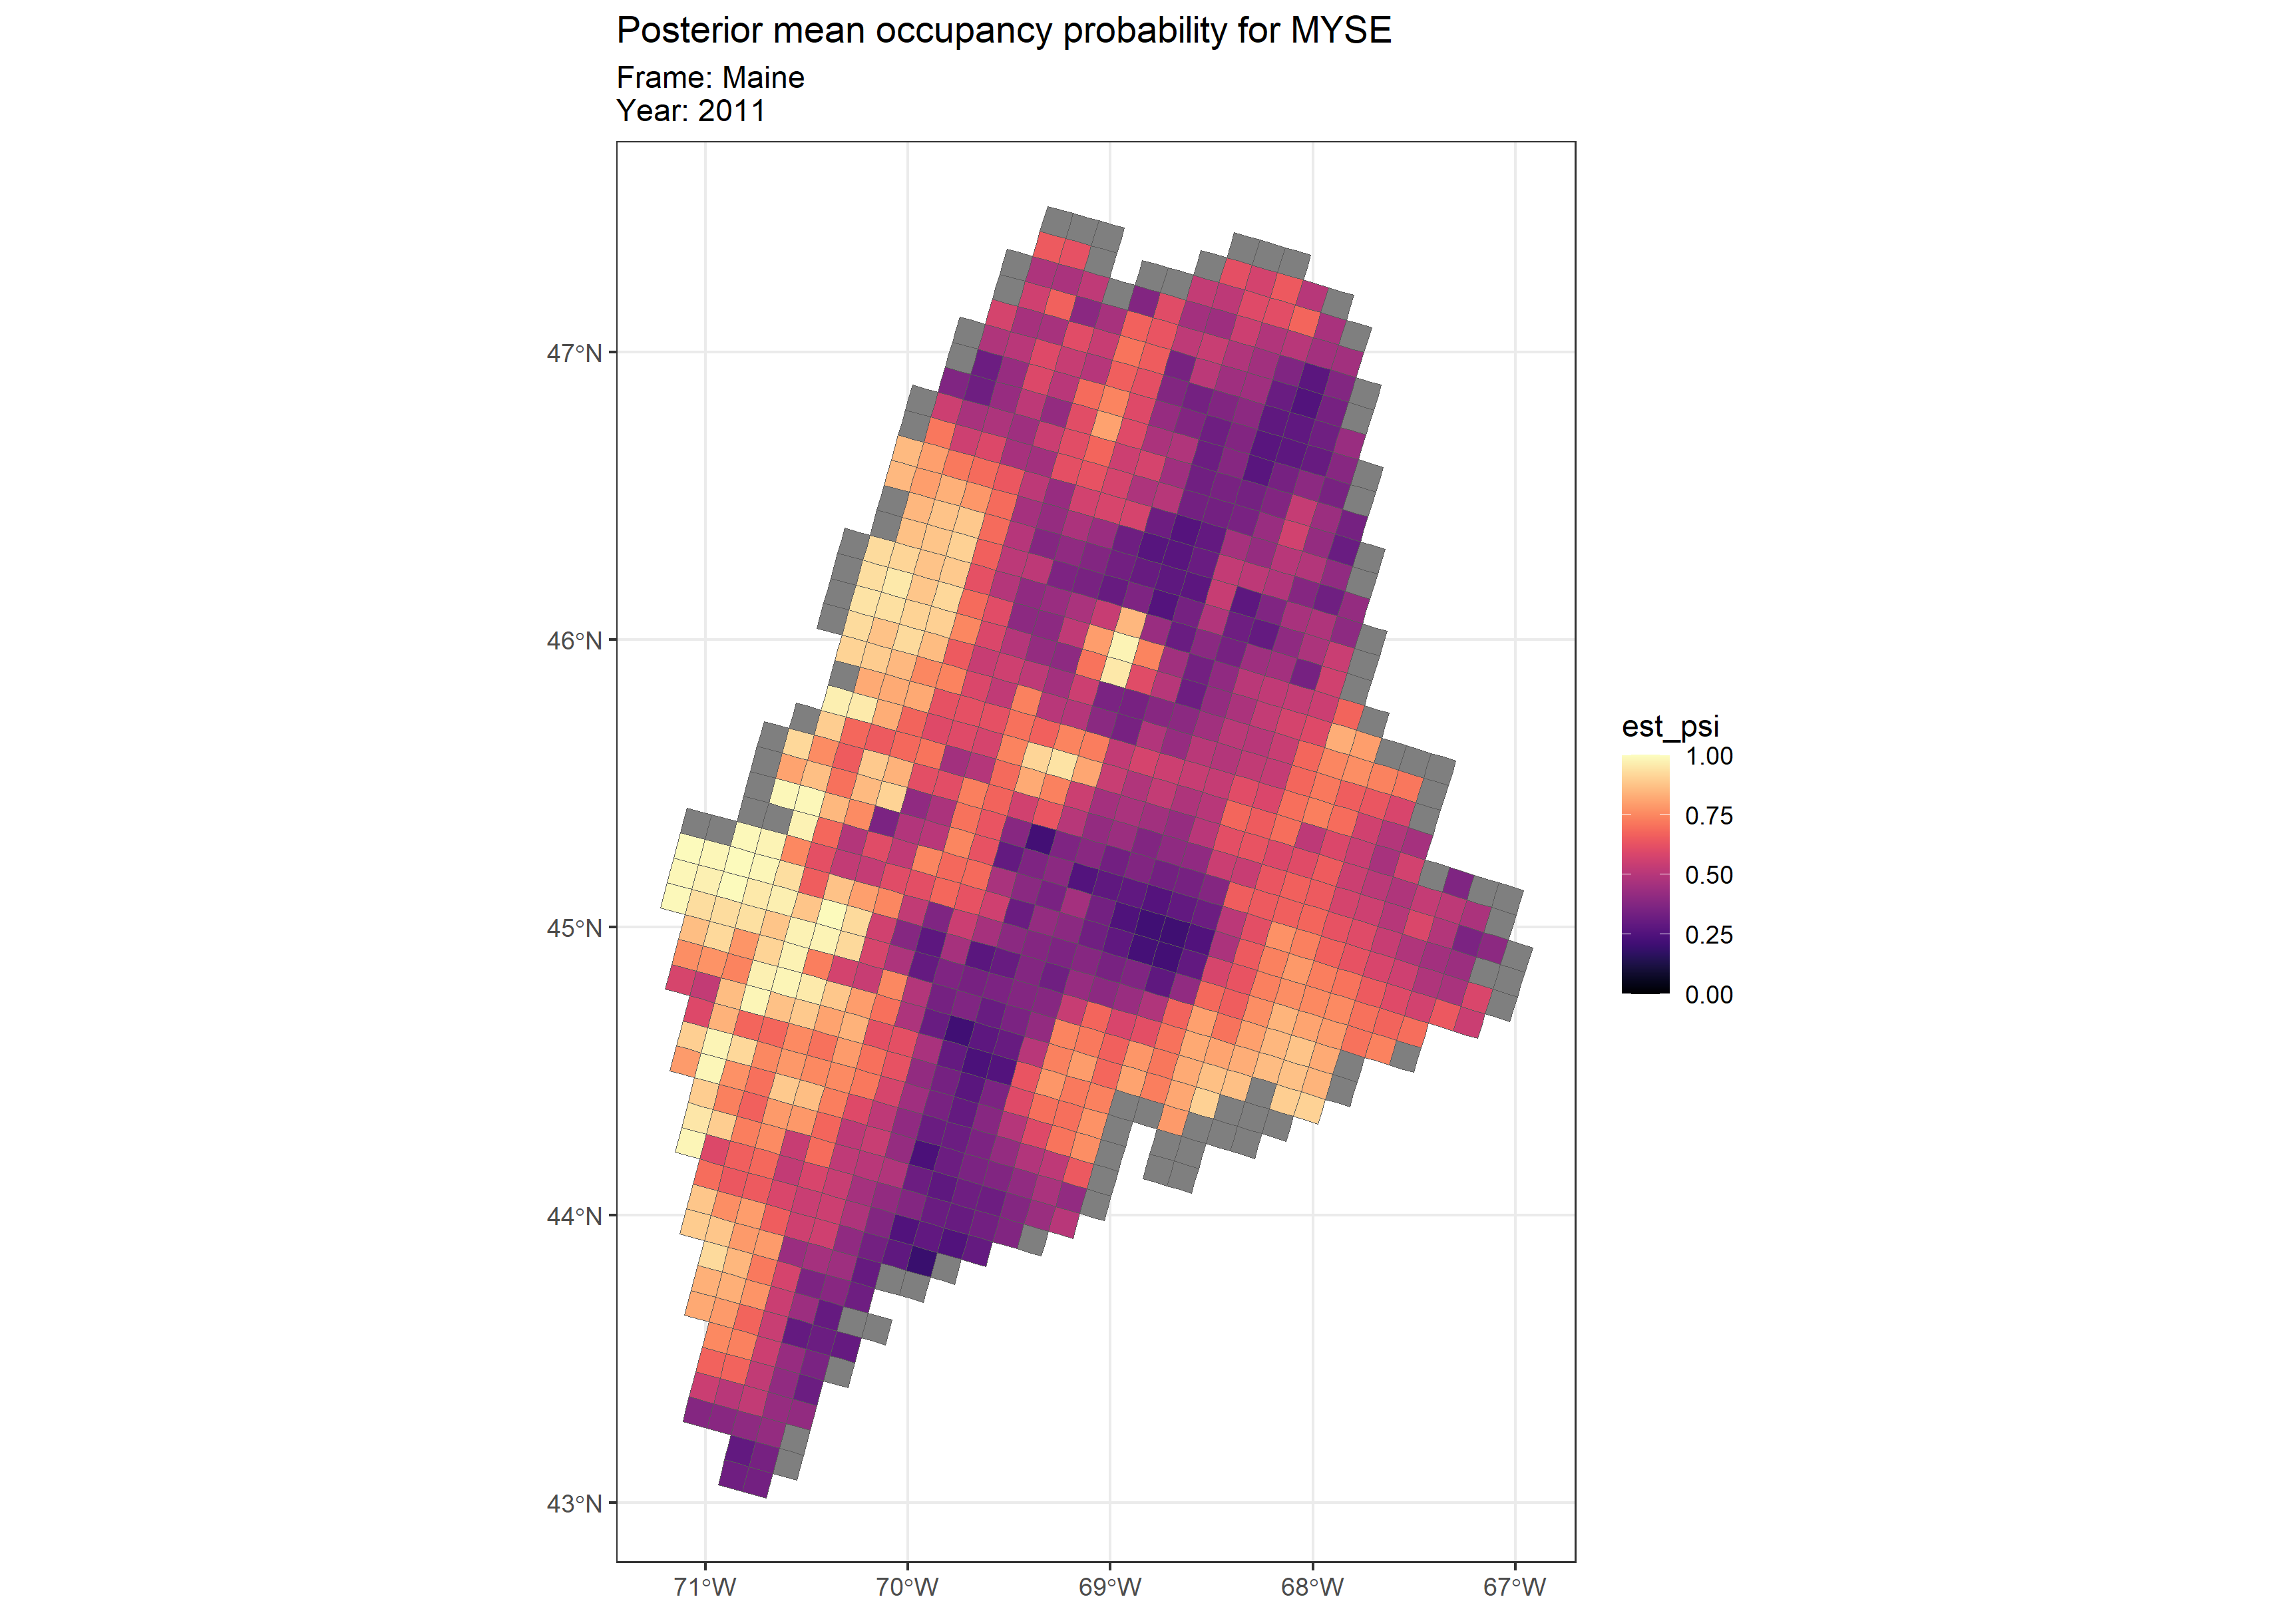 Posterior mean occupancy probability for MYSE
Frame: Maine
Year: 2011
47°N
46°N
45°N
44°N
43°N
71°W
70°W
69°W
68°W
67°W
est_psi
1.00
0.75
0.50
0.25
0.00